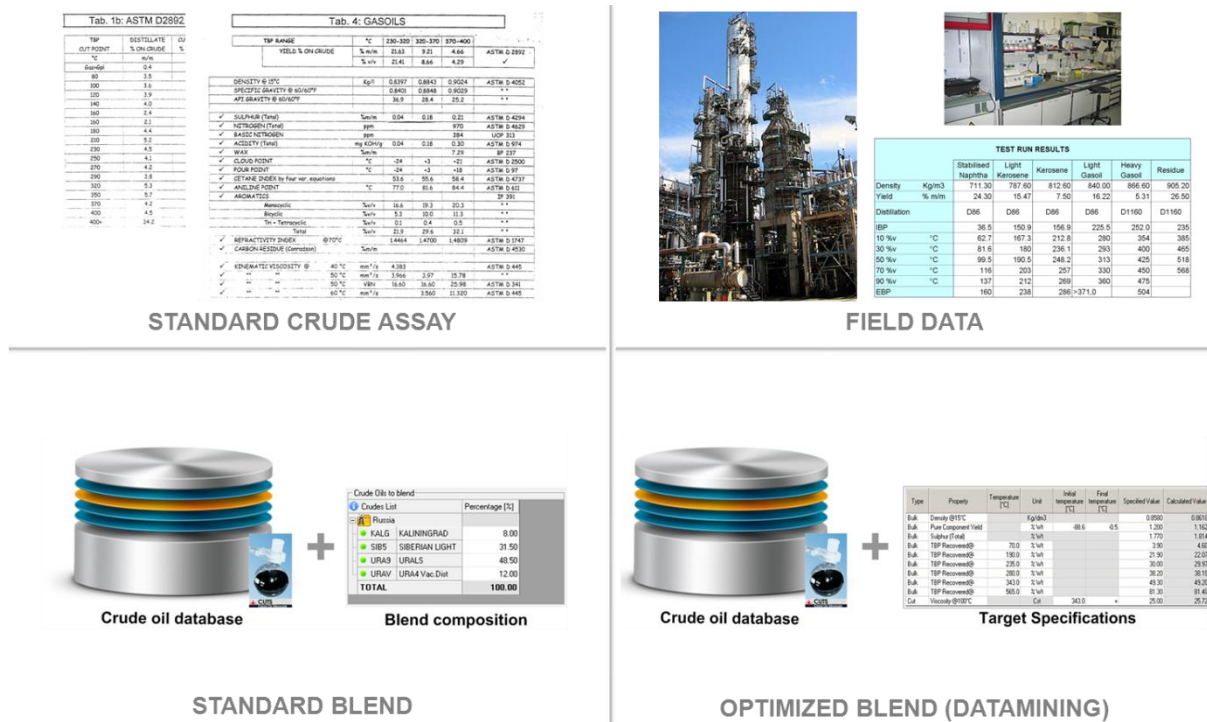 Tab. 1b: ASTM D2892
TBP DISTILLATE CU
CUT POINT % ON CRUDE %
°C m/m
Gas+Gpl 0.4
80 3.5
100 3.6
120 3.9
140 4.0
160 2.4
2.1
180 4.4
210 5.2
230 4.5
250 4.1
270 4.2
290 3.8
320 5.3
350 5.7
370 4.2
400 4.5
400+ 34.2
Tab. 4: GASOILS
TBP RANGE °C 230-320 320-370 370-400
YIELD % ON CRUDE % m/m 21.63 9.21 4.66 ASTM D 2892
% v/v 21.41 8.66 4.29 ✓
DENSITY @ 15°C Kg/l 0.8397 0.8843 0.9024 ASTM D 4052
SPECIFIC GRAVITY @ 60/60°F 0.8401 0.8848 0.9029 " "
API GRAVITY @ 60/60°F 36.9 28.4 25.2 " "
✓ SULPHUR (Total) %m/m 0.04 0.18 0.21 ASTM D 4294
✓ NITROGEN (Total) ppm 970 ASTM D 4629
✓ BASIC NITROGEN ppm 384 UOP 313
✓ ACIDITY (Total) mg KOH/g 0.04 0.18 0.30 ASTM D 974
✓ WAX %m/m 7.29 BP 237
✓ CLOUD POINT °C -24 -3 +21 ASTM D 2500
✓ POUR POINT °C -24 -3 +18 ASTM D 97
✓ CETANE INDEX by four var. equations 53.6 55.6 58.4 ASTM D 4737
✓ ANILINE POINT °C 77.0 81.6 84.4 ASTM D 611
✓ AROMATICS IP 391
Monocyclic %v/v 16.6 19.3 20.3 " "
Bicyclic %v/v 5.3 10.0 11.3 " "
Tri + Tetracyclic %v/v 0.1 0.4 0.5 " "
Total %v/v 21.9 29.6 32.1 " "
✓ REFRACTIVITY INDEX @70°C 1.4464 1.4700 1.4809 ASTM D 1747
✓ CARBON RESIDUE (Conradson) %m/m ASTM D 4530
✓ KINEMATIC VISCOSITY @ 40 °C mm²/s 4.383 ASTM D 445
✓ " " 50 °C mm²/s 3.966 3.97 15.78 " "
✓ " " 50 °C VBN 16.60 16.60 25.98 ASTM D 341
✓ " " 60 °C mm²/s 3.560 11.320 ASTM D 445
STANDARD CRUDE ASSAY
TEST RUN RESULTS
Stabilised Naphtha Light Kerosene Kerosene Light Gasoil Heavy Gasoil Residue
Density Kg/m3 711.30 787.60 812.60 840.00 866.60 905.20
Yield % m/m 24.30 15.47 7.50 16.22 5.31 26.50
Distillation D86 D86 D86 D86 D1160 D1160
IBP 36.5 150.9 156.9 225.5 252.0 235
10 %v °C 62.7 167.3 212.8 280 354 385
30 %v °C 81.6 180 236.1 293 400 465
50 %v °C 99.5 190.5 248.2 313 425 518
70 %v °C 116 203 257 330 450 568
90 %v °C 137 212 269 360 475
EBP 160 238 286 >371,0 504
FIELD DATA
Crude Oils to blend
Crudes List Percentage [%]
Russia
KALG KALININGRAD 8.00
SIB5 SIBERIAN LIGHT 31.50
URA9 URALS 48.50
URAV URA4 Vac.Dist 12.00
TOTAL 100.00
CUTS
Crude oil database
+
Blend composition
STANDARD BLEND
Type Property Temperature [°C] Unit Initial temperature [°C] Final temperature [°C] Specified Value Calculated Value
Bulk Density @15°C Kg/dm3 0.8580 0.8610
Bulk Pure Component Yield % Wt -88.6 -0.5 1.200 1.162
Bulk Sulphur (Total) % Wt 1.770 1.814
Bulk TBP Recovered@ 70.0 % Wt 3.90 4.60
Bulk TBP Recovered@ 190.0 % Wt 21.90 22.07
Bulk TBP Recovered@ 235.0 % Wt 30.00 29.97
Bulk TBP Recovered@ 280.0 % Wt 38.20 38.18
Bulk TBP Recovered@ 343.0 % Wt 49.30 49.20
Bulk TBP Recovered@ 565.0 % Wt 81.30 81.40
Cut Viscosity @100°C Cst 343.0 + 25.00 25.72
CUTS
Crude oil database
+
Target Specifications
OPTIMIZED BLEND (DATAMINING)